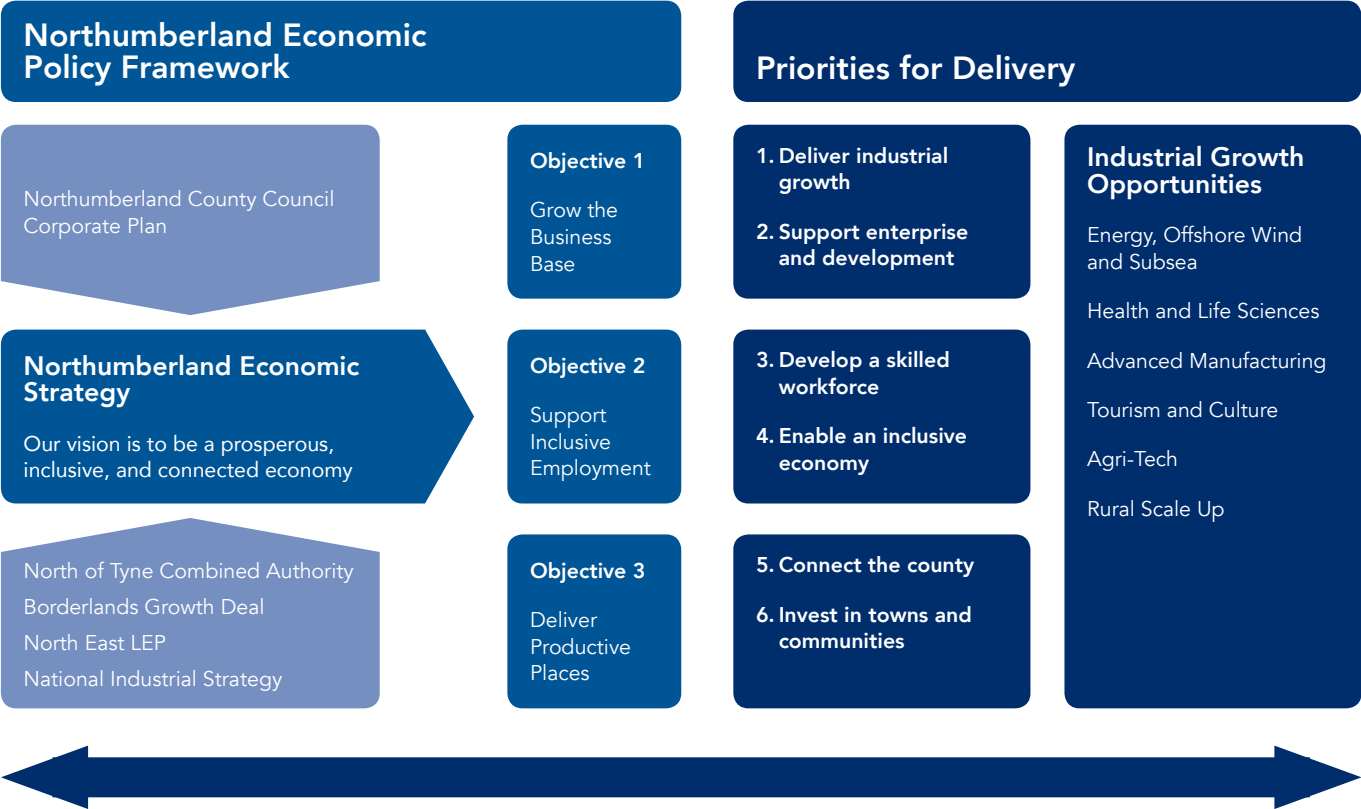 Northumberland Economic
Policy Framework
Priorities for Delivery
Northumberland County Council
Corporate Plan
Northumberland Economic
Strategy
Our vision is to be a prosperous,
inclusive, and connected economy
North of Tyne Combined Authority
Borderlands Growth Deal
North East LEP
National Industrial Strategy
Objective 1
Grow the
Business
Base
Objective 2
Support
Inclusive
Employment
Objective 3
Deliver
Productive
Places
1. Deliver industrial
growth
2. Support enterprise
and development
3. Develop a skilled
workforce
4. Enable an inclusive
economy
5. Connect the county
6. Invest in towns and
communities
Industrial Growth
Opportunities
Energy, Offshore Wind
and Subsea
Health and Life Sciences
Advanced Manufacturing
Tourism and Culture
Agri-Tech
Rural Scale Up